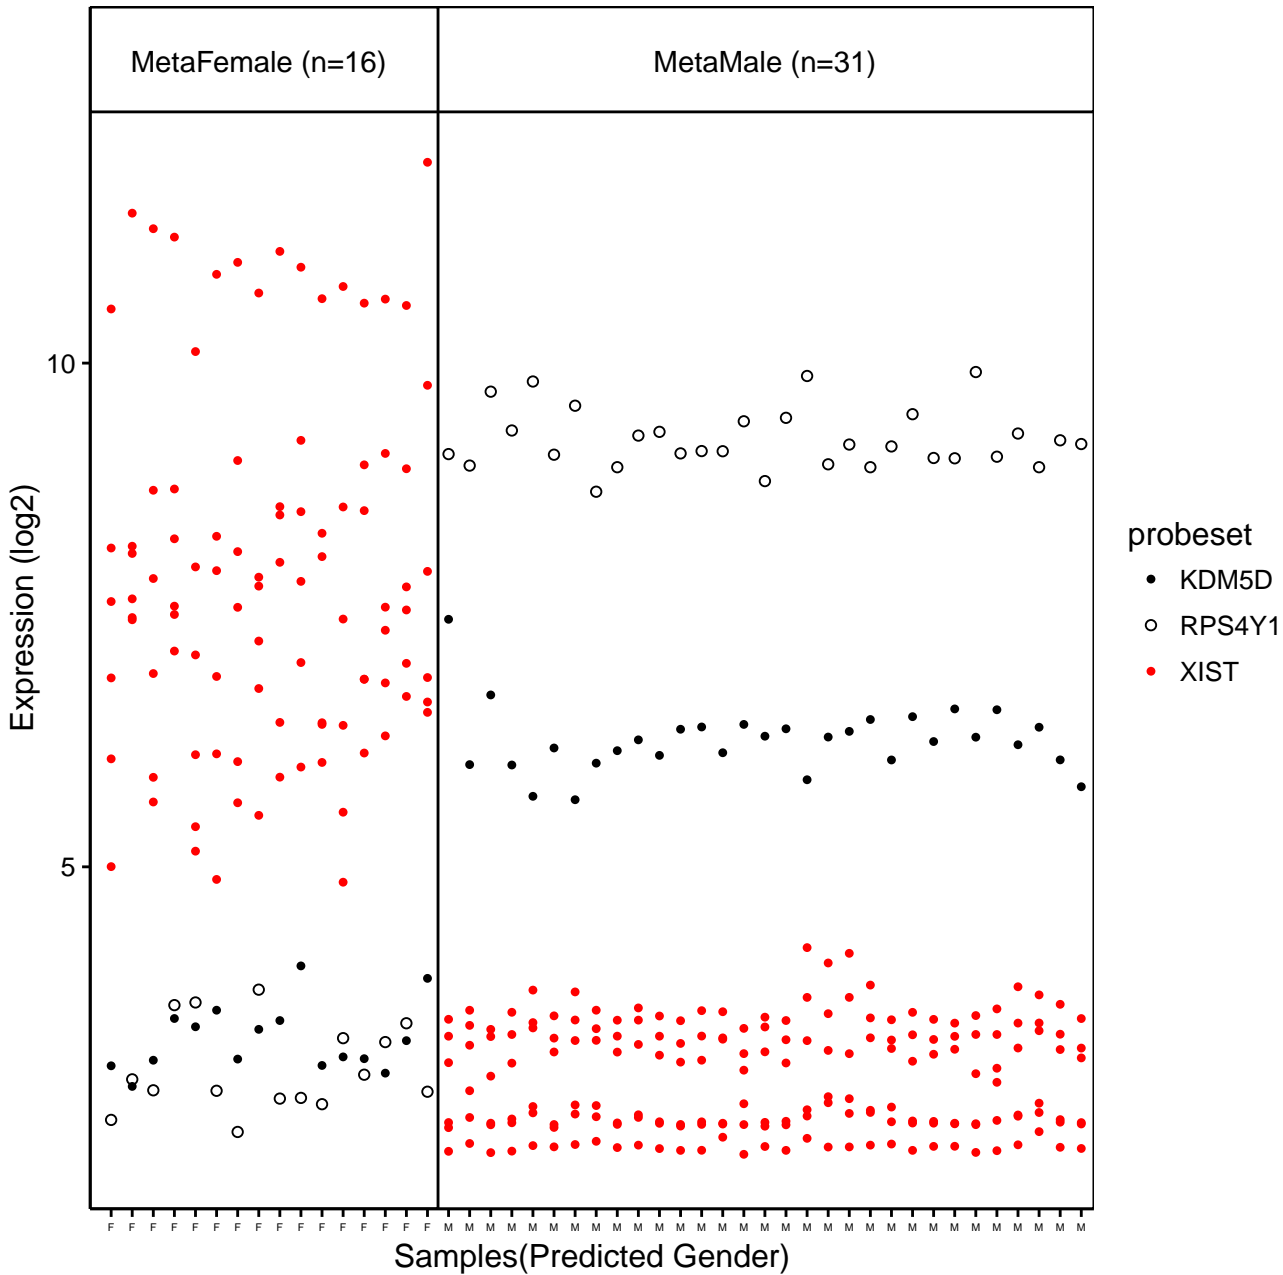 MetaFemale (n=16)
MetaMale (n=31)
10
5
Expression (log2)
F F F F F F F F F F F F F F F F M M M M M M M M M M M M M M M M M M M M M M M M M M M M M M M
Samples(Predicted Gender)
probeset
KDM5D
RPS4Y1
XIST